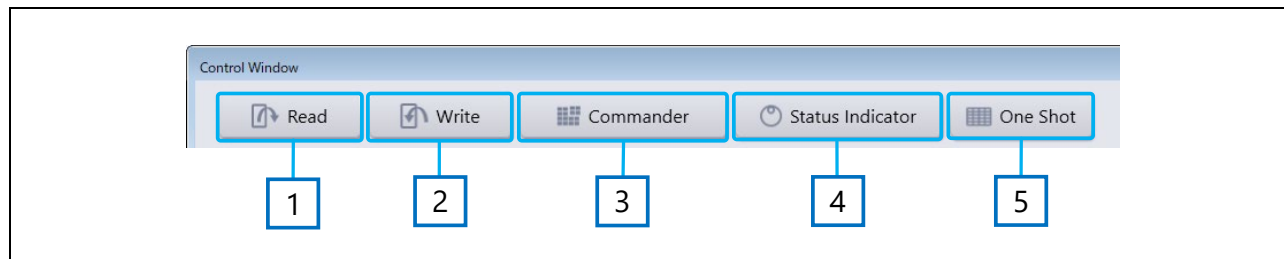 Control Window
Read Write Commander Status Indicator One Shot
1 2 3 4 5